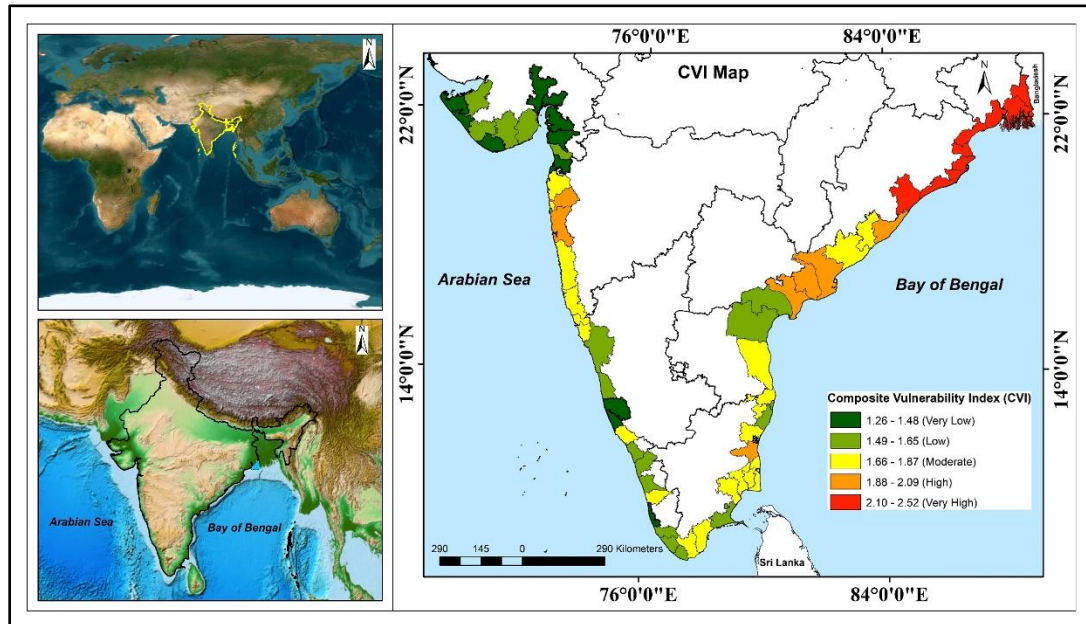 N
N
Arabian Sea
Bay of Bengal
76°0'0"E
84°0'0"E
CVI Map
N
Bangladesh
22°0'0"N
22°0'0"N
Arabian Sea
Bay of Bengal
14°0'0"N
14°0'0"N
Composite Vulnerability Index (CVI)
1.26 - 1.48 (Very Low)
1.49 - 1.65 (Low)
1.66 - 1.87 (Moderate)
1.88 - 2.09 (High)
2.10 - 2.52 (Very High)
290 145 0 290 Kilometers
Sri Lanka
76°0'0"E
84°0'0"E